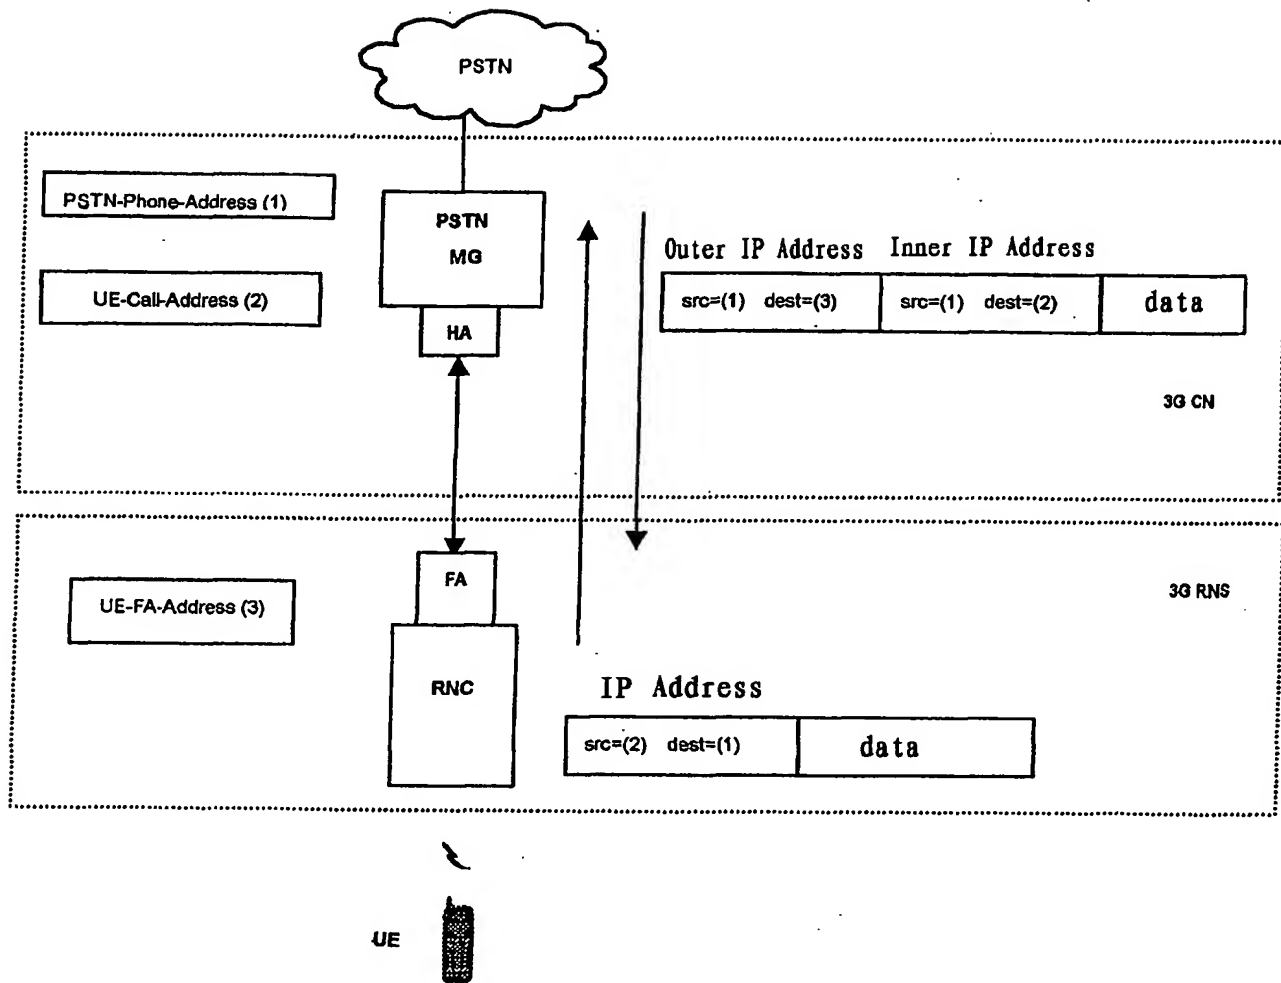 PSTN
PSTN-Phone-Address (1)
PSTN
MG
UE-Call-Address (2)
HA
Outer IP Address Inner IP Address
src=(1) dest=(3) src=(1) dest=(2) data
3G CN
FA
UE-FA-Address (3)
3G RNS
RNC
IP Address
src=(2) dest=(1) data
UE